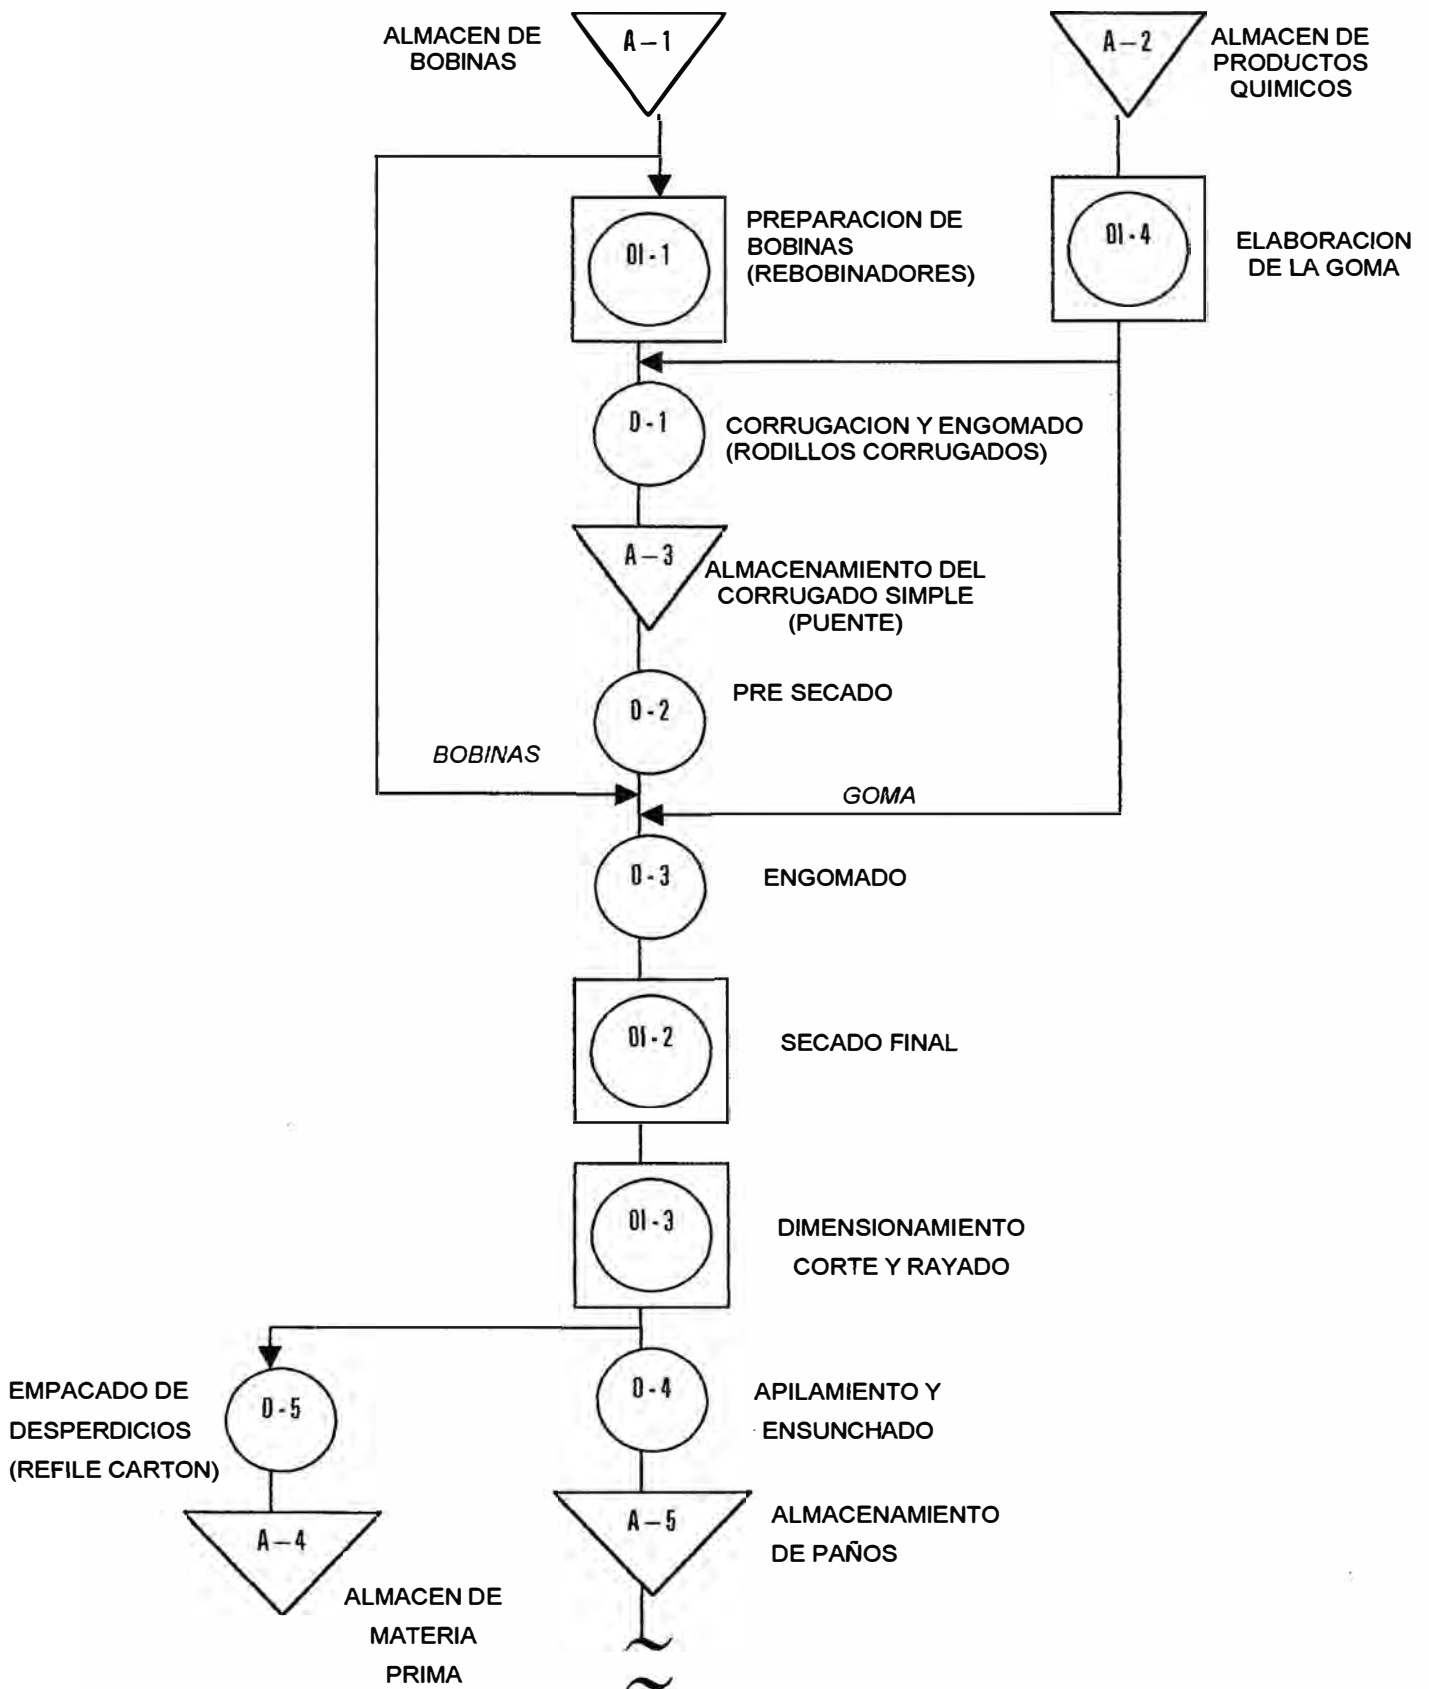 ALMACEN DE
BOBINAS
A – 1
A – 2
ALMACEN DE
PRODUCTOS
QUIMICOS
OI - 1
PREPARACION DE
BOBINAS
(REBOBINADORES)
OI - 4
ELABORACION
DE LA GOMA
O - 1
CORRUGACION Y ENGOMADO
(RODILLOS CORRUGADOS)
A – 3
ALMACENAMIENTO DEL
CORRUGADO SIMPLE
(PUENTE)
O - 2
PRE SECADO
BOBINAS
GOMA
O - 3
ENGOMADO
OI - 2
SECADO FINAL
OI - 3
DIMENSIONAMIENTO
CORTE Y RAYADO
EMPACADO DE
DESPERDICIOS
(REFILE CARTON)
O - 5
O - 4
APILAMIENTO Y
ENSUNCHADO
A – 4
ALMACEN DE
MATERIA
PRIMA
A – 5
ALMACENAMIENTO
DE PAÑOS